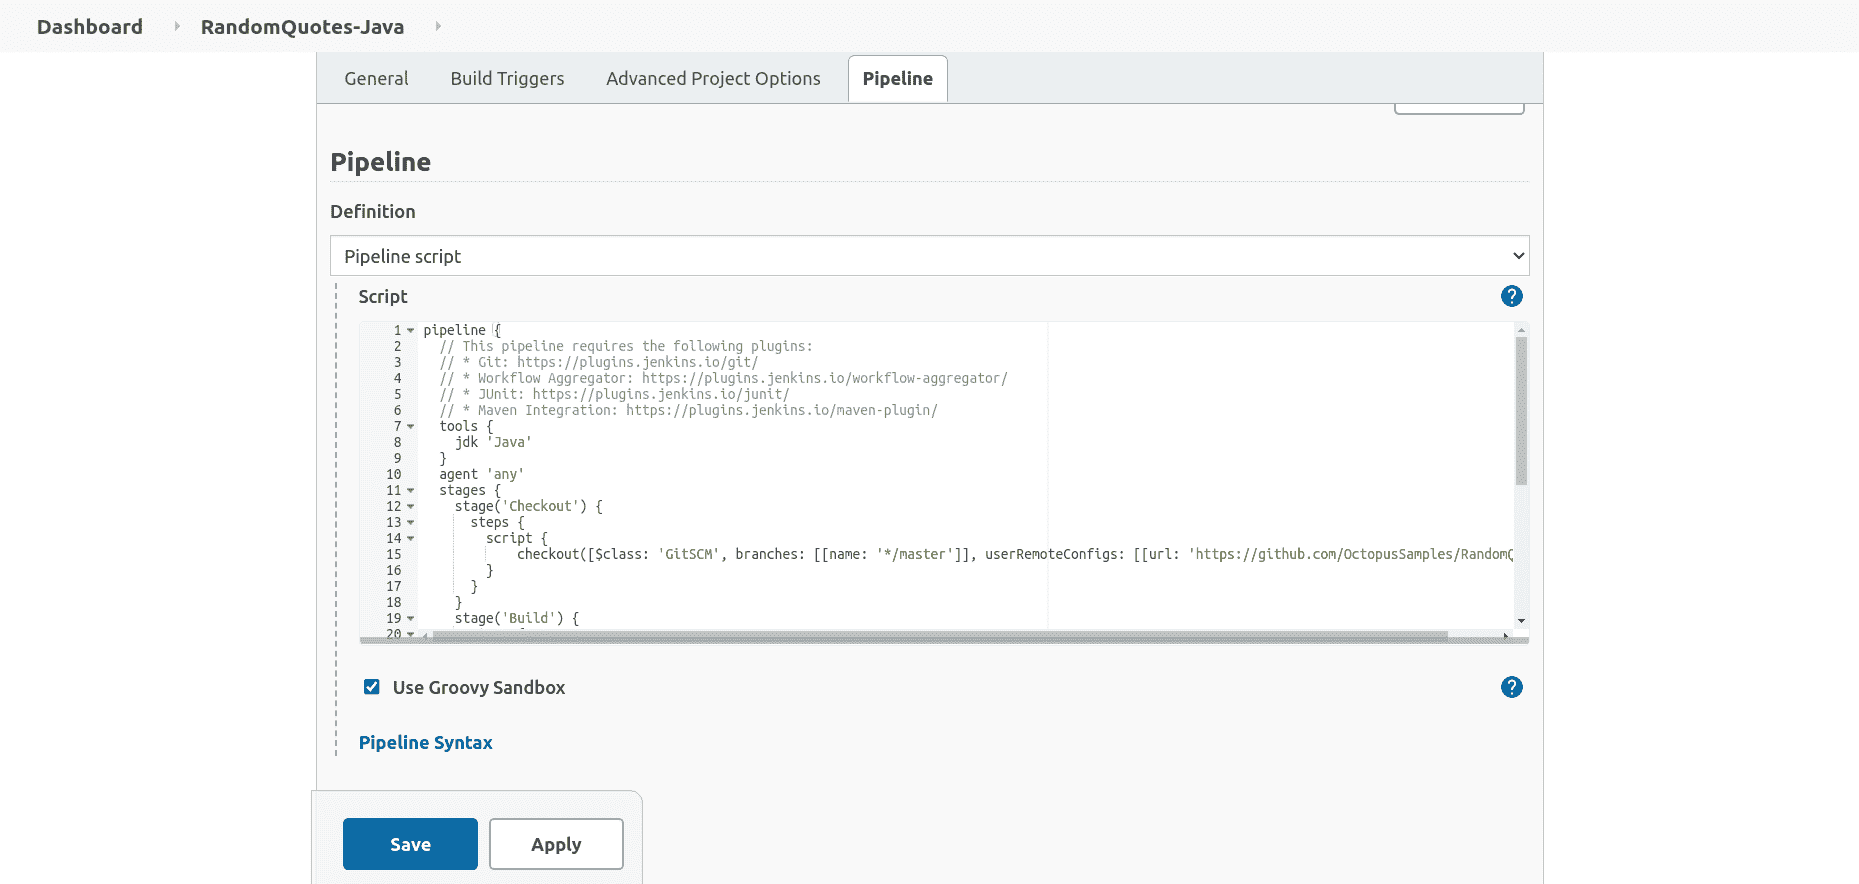 Dashboard RandomQuotes-Java
General Build Triggers Advanced Project Options Pipeline
Pipeline
Definition
Pipeline script
Script ?
1 pipeline {
2 // This pipeline requires the following plugins:
3 // * Git: https://plugins.jenkins.io/git/
4 // * Workflow Aggregator: https://plugins.jenkins.io/workflow-aggregator/
5 // * JUnit: https://plugins.jenkins.io/junit/
6 // * Maven Integration: https://plugins.jenkins.io/maven-plugin/
7 tools {
8 jdk 'Java'
9 }
10 agent 'any'
11 stages {
12 stage('Checkout') {
13 steps {
14 script {
15 checkout([$class: 'GitSCM', branches: [[name: '*/master']], userRemoteConfigs: [[url: 'https://github.com/OctopusSamples/RandomQ
16 }
17 }
18 }
19 stage('Build') {
20
Use Groovy Sandbox ?
Pipeline Syntax
Save Apply